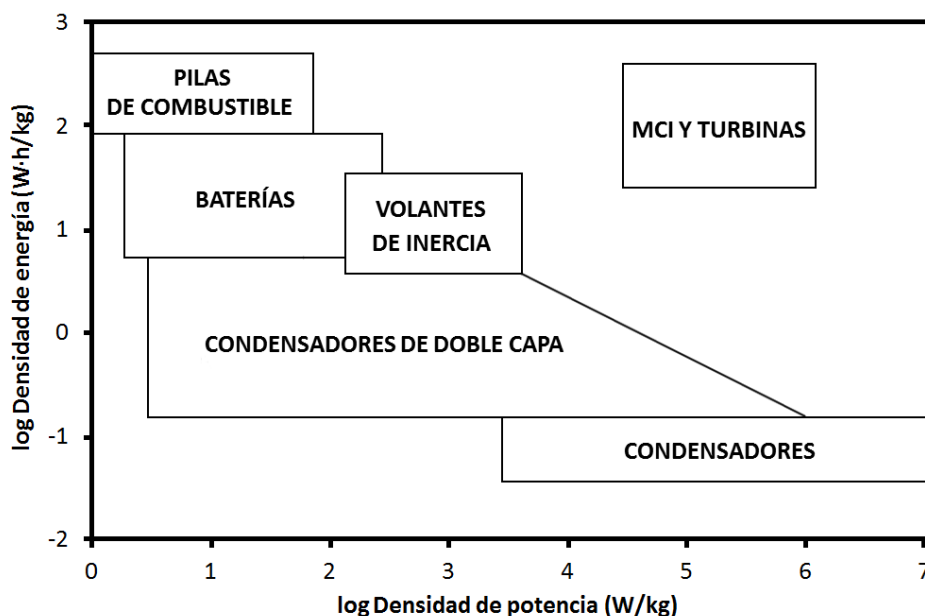 3
2
1
0
-1
-2
log Densidad de energía (W·h/kg)
PILAS
DE COMBUSTIBLE
MCI Y TURBINAS
BATERÍAS
VOLANTES
DE INERCIA
CONDENSADORES DE DOBLE CAPA
CONDENSADORES
0 1 2 3 4 5 6 7
log Densidad de potencia (W/kg)